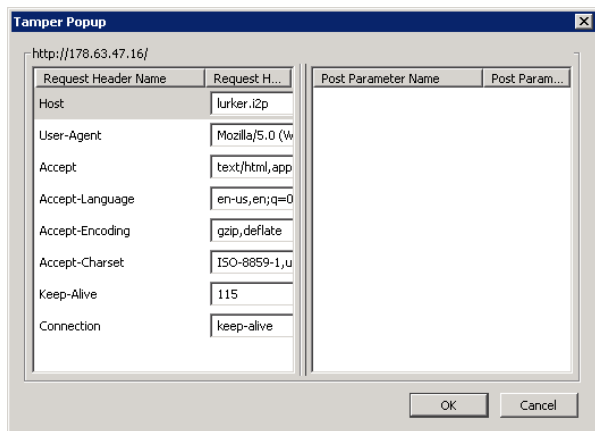 Tamper Popup
http://178.63.47.16/
Request Header Name Request H... Post Parameter Name Post Param...
Host lurker.i2p
User-Agent Mozilla/5.0 (W
Accept text/html,app
Accept-Language en-us,en;q=0
Accept-Encoding gzip,deflate
Accept-Charset ISO-8859-1,u
Keep-Alive 115
Connection keep-alive
OK Cancel